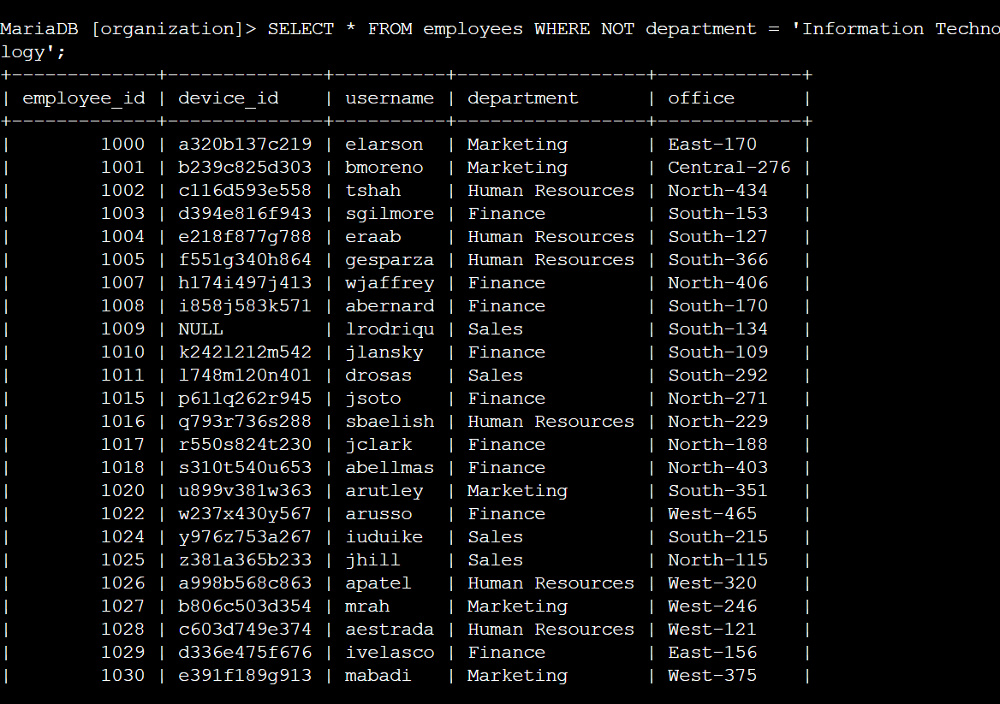 MariaDB [organization]> SELECT * FROM employees WHERE NOT department = 'Information Techno
logy';
+-------------+--------------+----------+-----------------+-------------+
| employee_id | device_id    | username | department      | office      |
+-------------+--------------+----------+-----------------+-------------+
|        1000 | a320b137c219 | elarson  | Marketing       | East-170    |
|        1001 | b239c825d303 | bmoreno  | Marketing       | Central-276 |
|        1002 | c116d593e558 | tshah    | Human Resources | North-434   |
|        1003 | d394e816f943 | sgilmore | Finance         | South-153   |
|        1004 | e218f877g788 | eraab    | Human Resources | South-127   |
|        1005 | f551g340h864 | gesparza | Human Resources | South-366   |
|        1007 | h174i497j413 | wjaffrey | Finance         | North-406   |
|        1008 | i858j583k571 | abernard | Finance         | South-170   |
|        1009 | NULL         | lrodriqu | Sales           | South-134   |
|        1010 | k242l212m542 | jlansky  | Finance         | South-109   |
|        1011 | l748m120n401 | drosas   | Sales           | South-292   |
|        1015 | p611q262r945 | jsoto    | Finance         | North-271   |
|        1016 | q793r736s288 | sbaelish | Human Resources | North-229   |
|        1017 | r550s824t230 | jclark   | Finance         | North-188   |
|        1018 | s310t540u653 | abellmas | Finance         | North-403   |
|        1020 | u899v381w363 | arutley  | Marketing       | South-351   |
|        1022 | w237x430y567 | arusso   | Finance         | West-465    |
|        1024 | y976z753a267 | iuduike  | Sales           | South-215   |
|        1025 | z381a365b233 | jhill    | Sales           | North-115   |
|        1026 | a998b568c863 | apatel   | Human Resources | West-320    |
|        1027 | b806c503d354 | mrah     | Marketing       | West-246    |
|        1028 | c603d749e374 | aestrada | Human Resources | West-121    |
|        1029 | d336e475f676 | ivelasco | Finance         | East-156    |
|        1030 | e391f189g913 | mabadi   | Marketing       | West-375    |